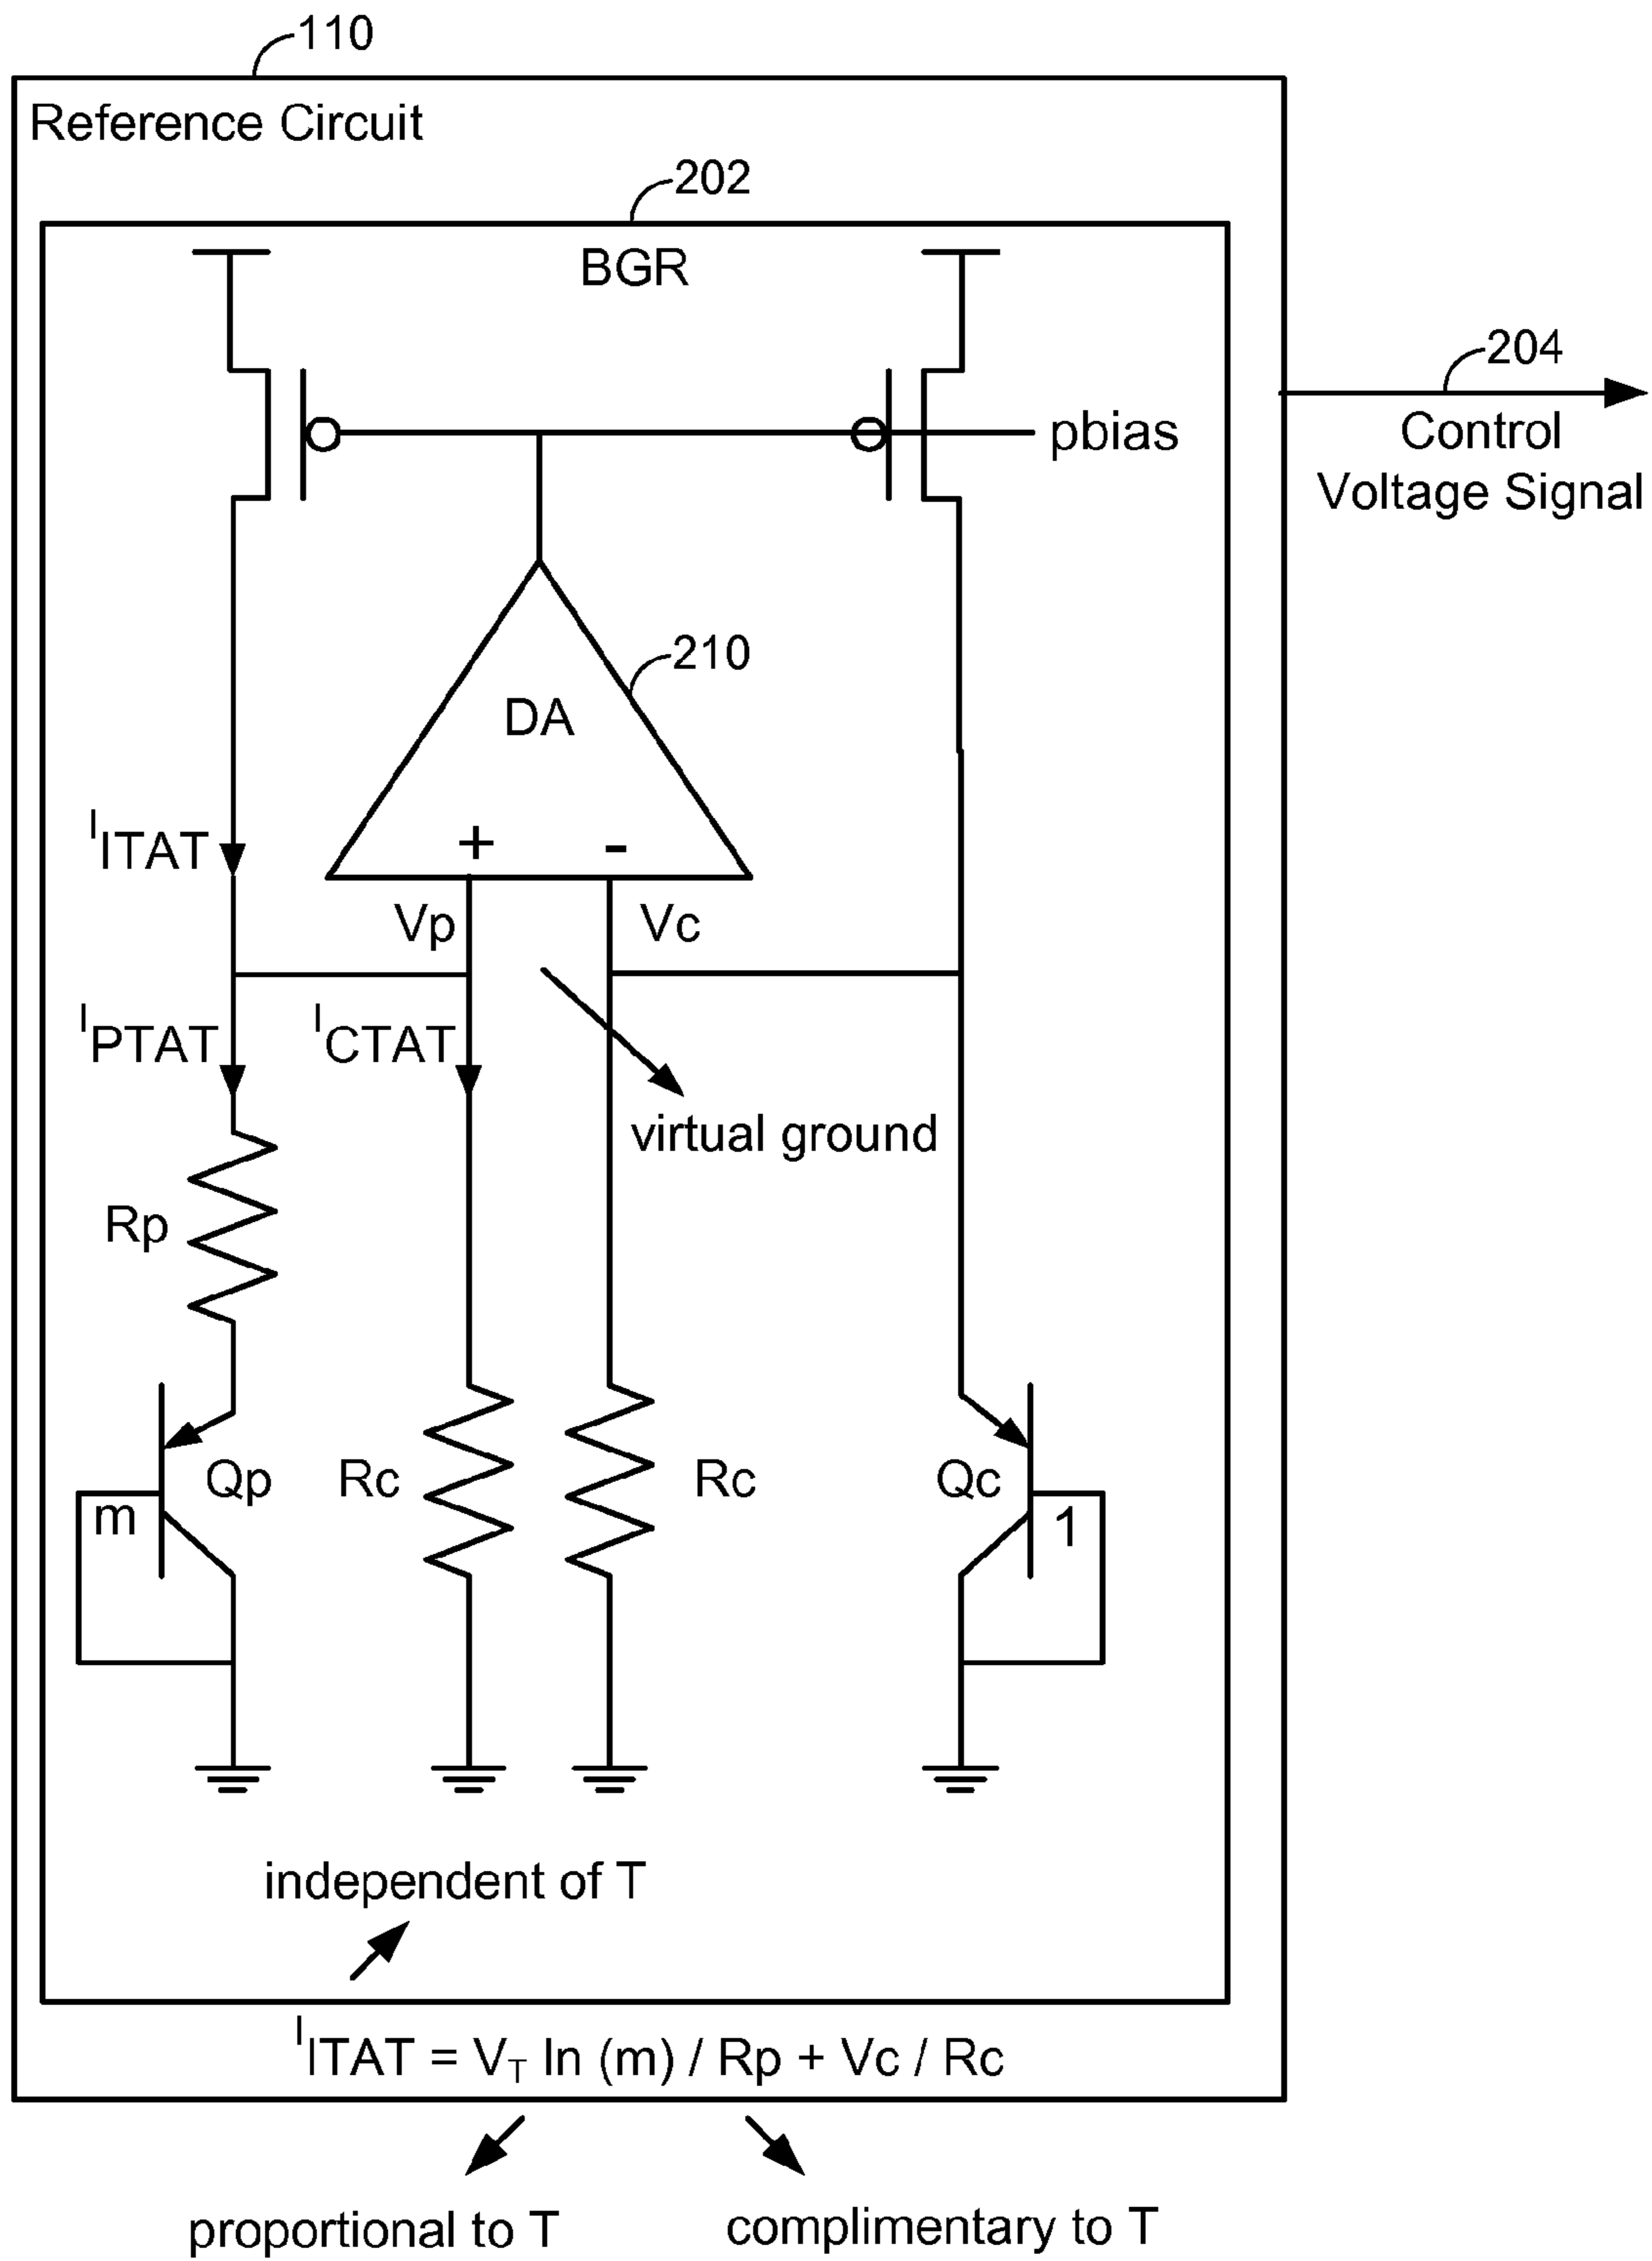 110
Reference Circuit
202
BGR
204
pbias
Control
Voltage Signal
210
DA
+ -
IITAT
Vp Vc
IPTAT ICTAT
virtual ground
Rp
Qp Rc Rc Qc
m 1
independent of T
IITAT = VT ln (m) / Rp + Vc / Rc
proportional to T complimentary to T